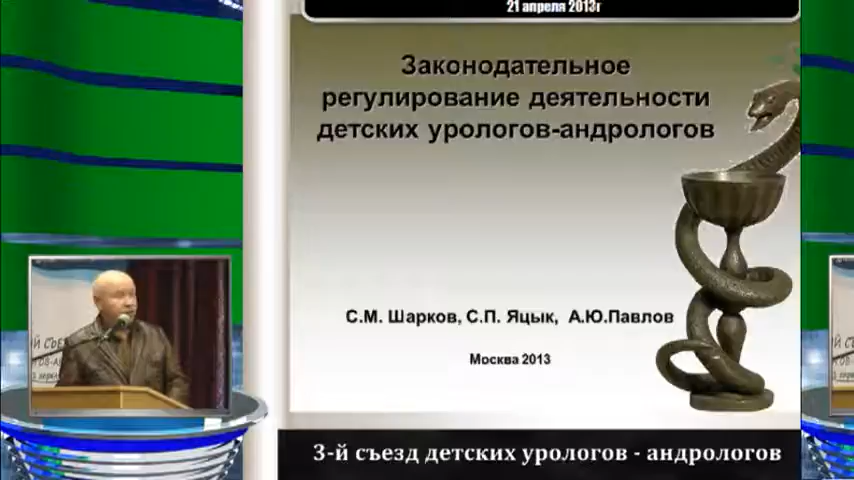 21 апреля 2013г
Законодательное
регулирование деятельности
детских урологов-андрологов
С.М. Шарков, С.П. Яцык, А.Ю.Павлов
Москва 2013
3-й съезд детских урологов - андрологов